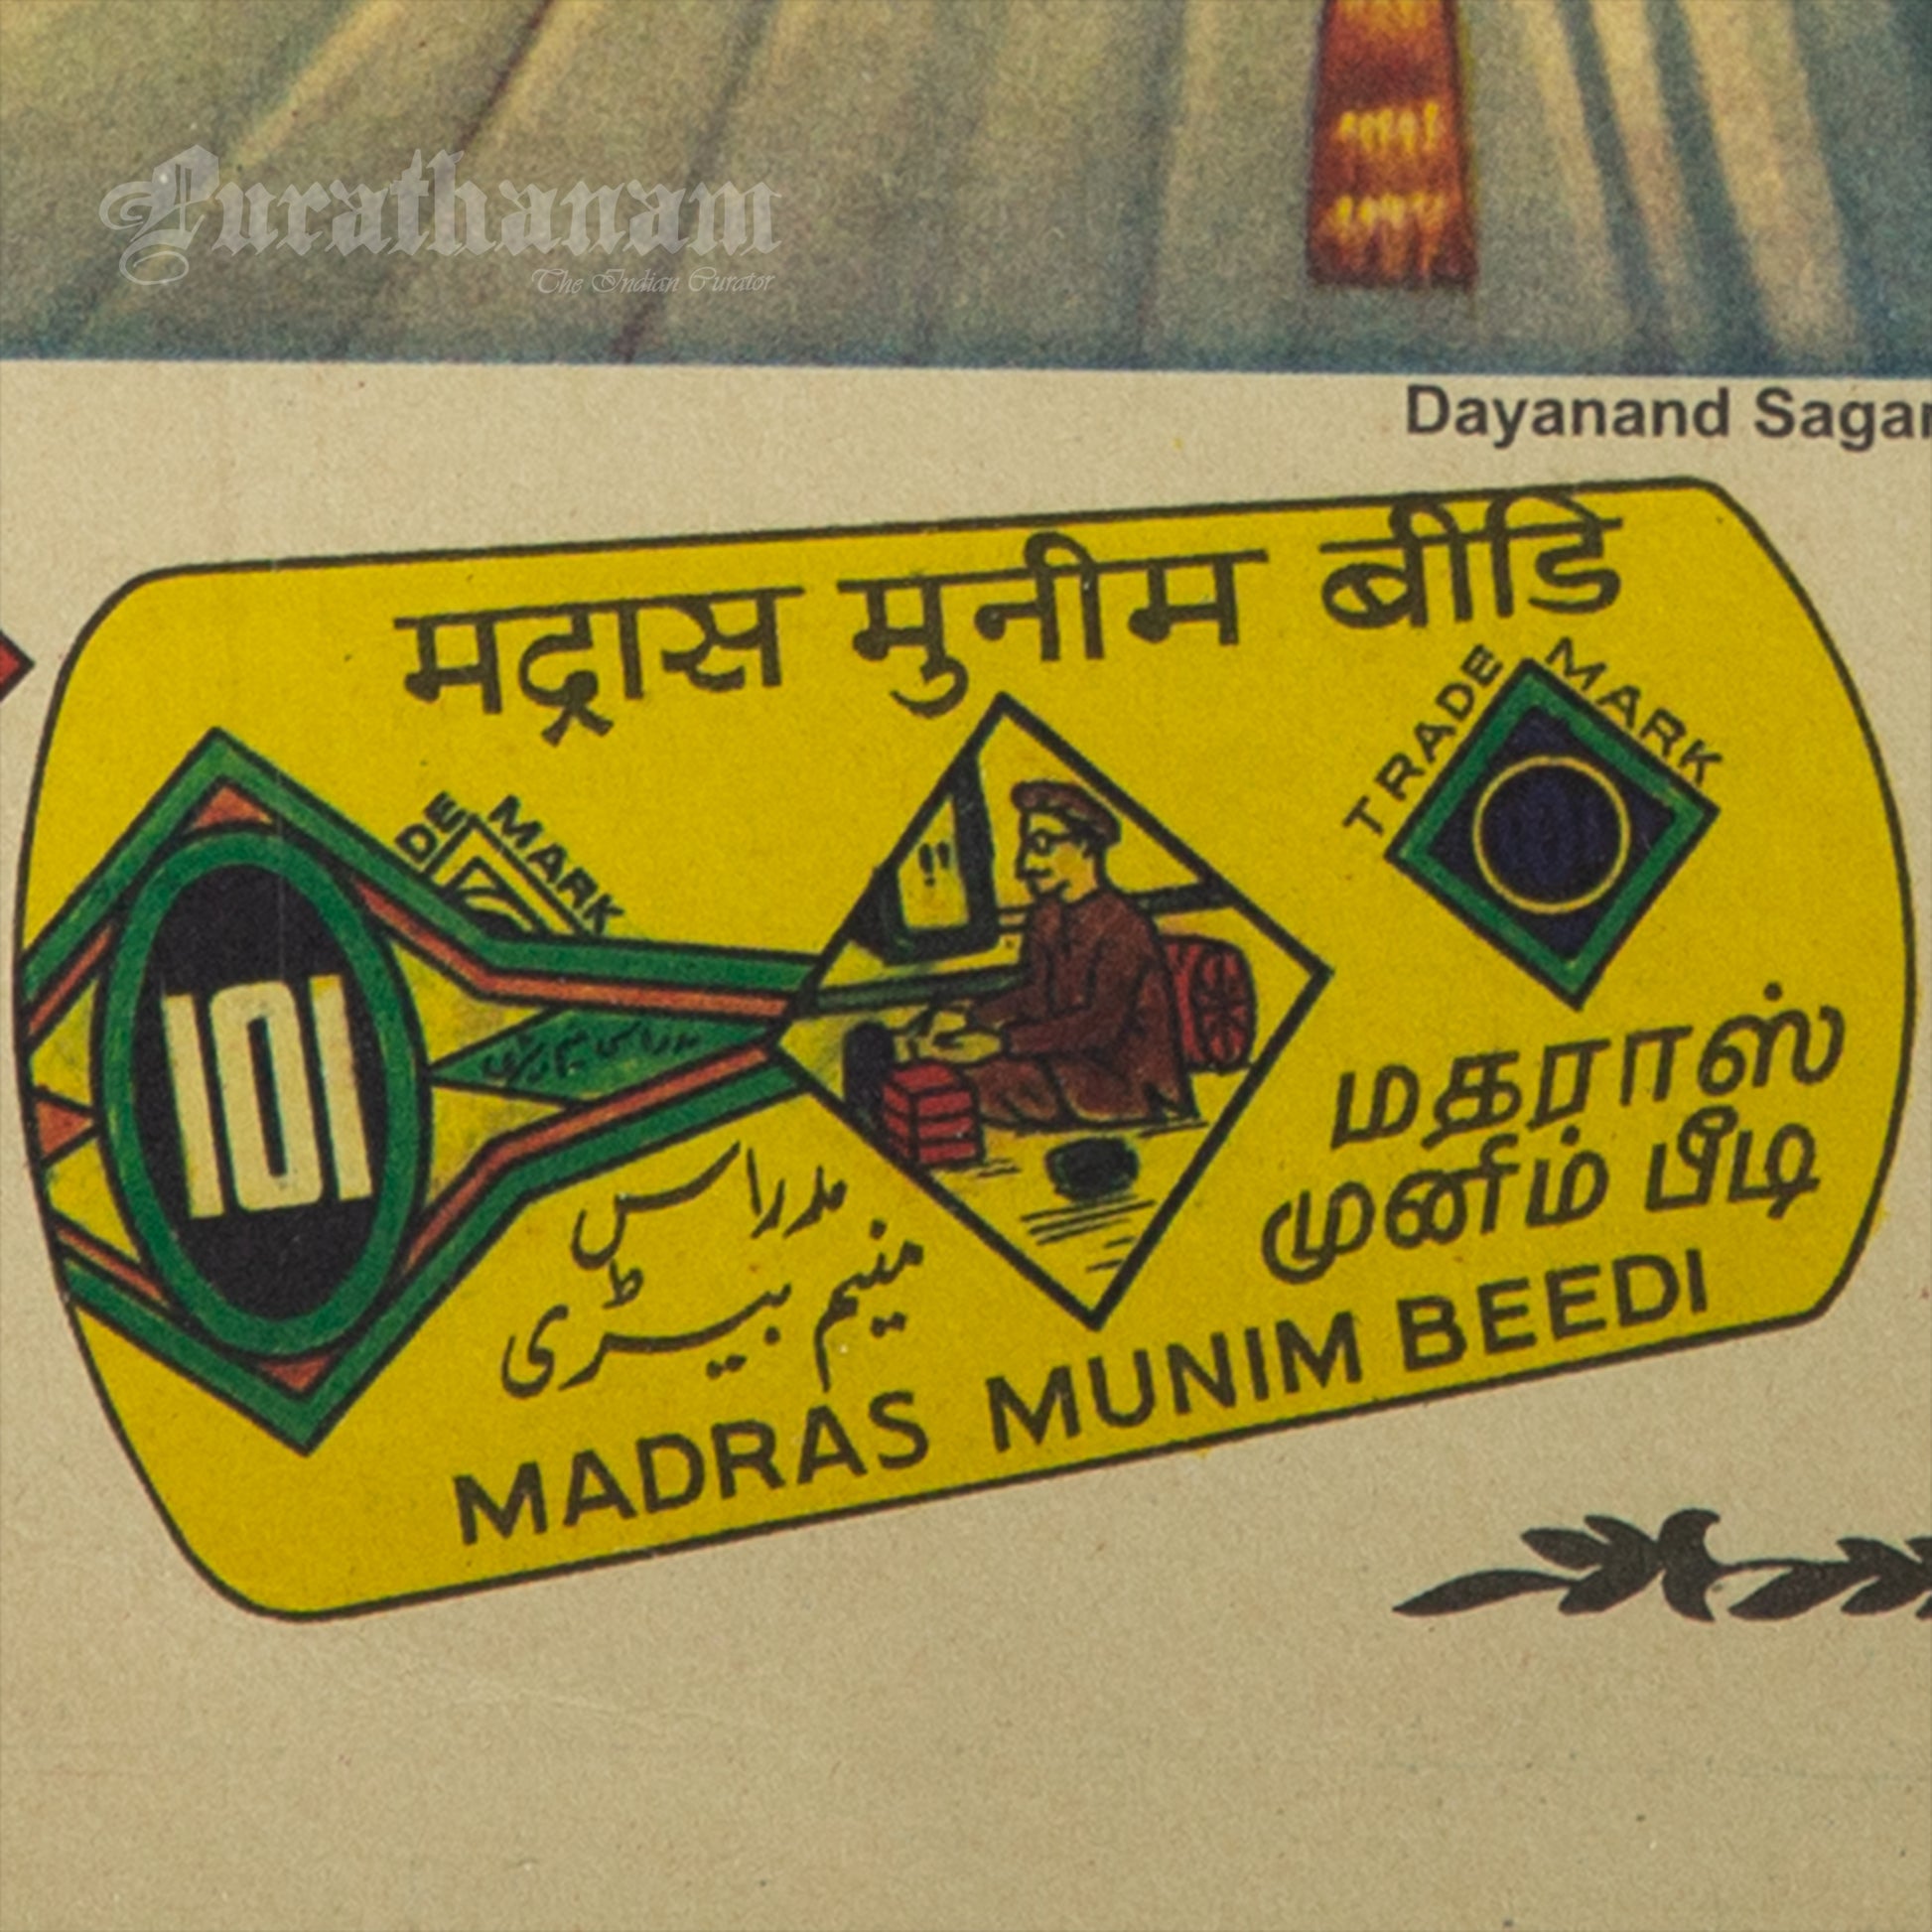 Purathanam
The Indian Curator
Dayanand Sagar
मद्रास मुनीम बीडि
TRADE MARK
DE MARK
101
மதராஸ்
முனிம் பீடி
مدراس
منیم بیڑی
MADRAS MUNIM BEEDI